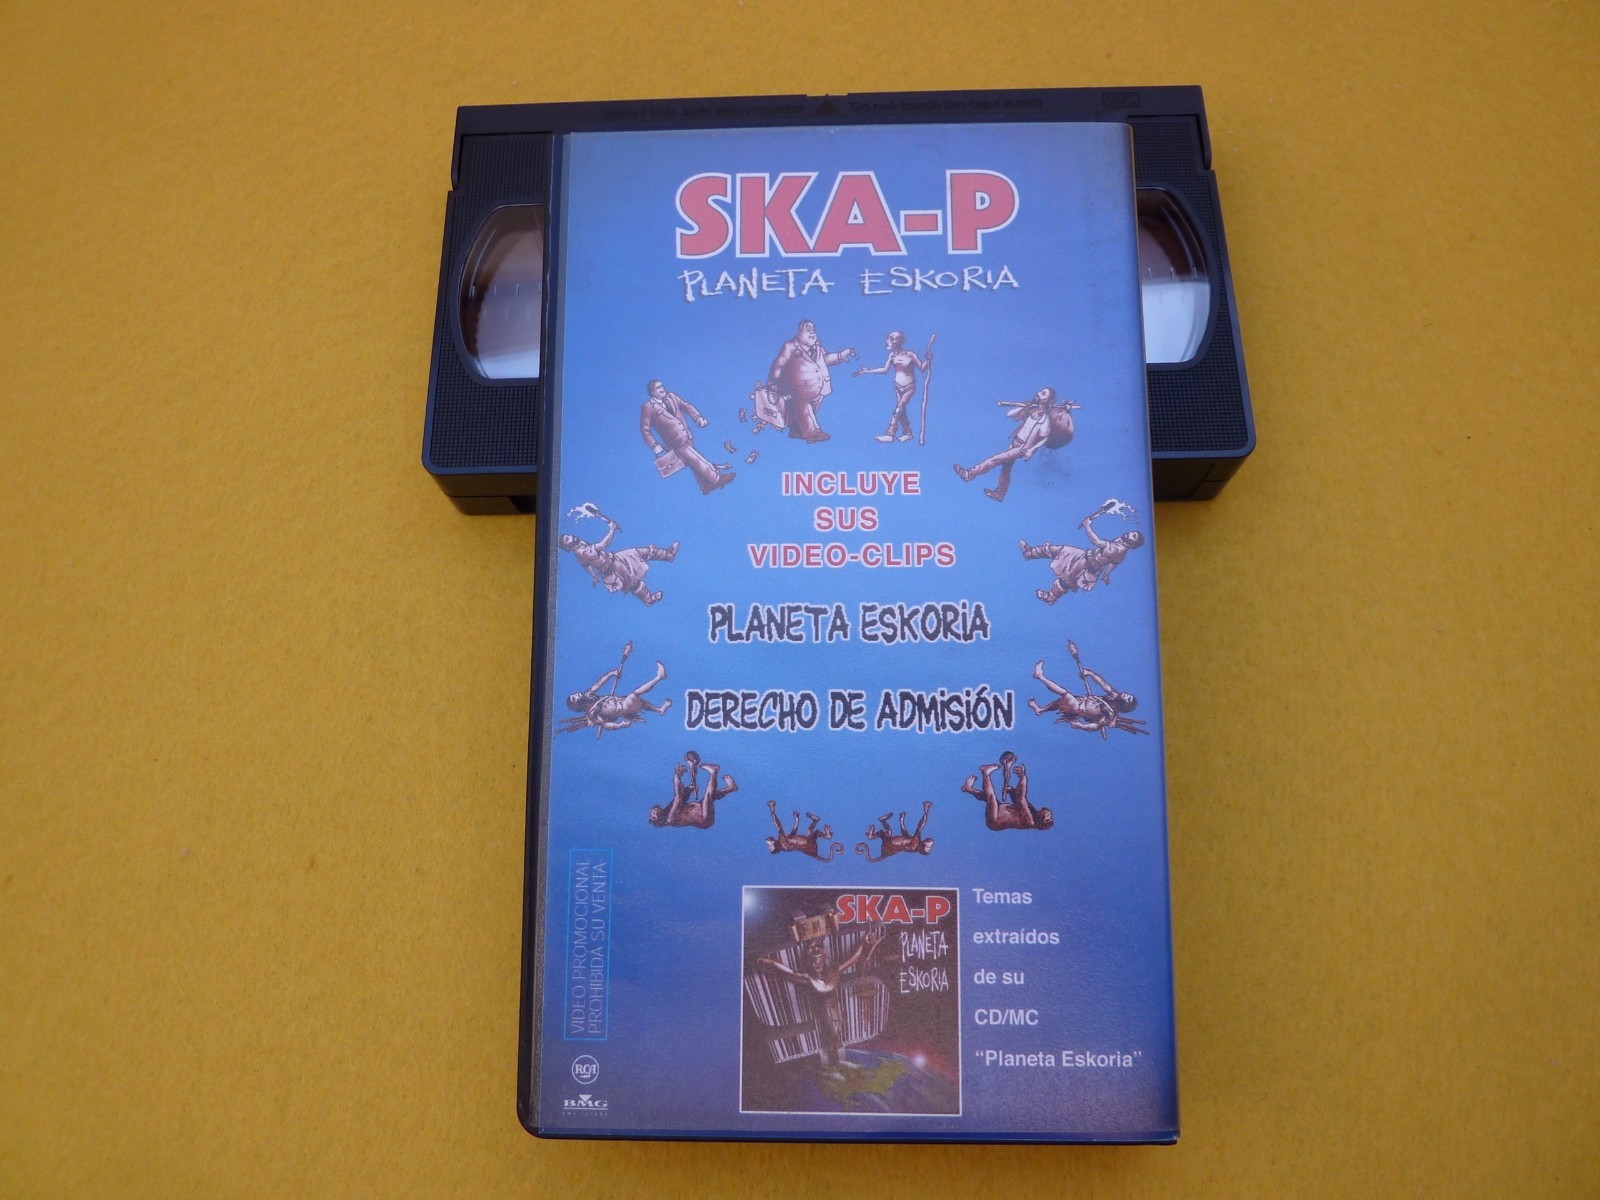 Do not touch the tape inside
VHS
SKA-P
PLANETA ESKORIA
INCLUYE
SUS
VIDEO-CLIPS
PLANETA ESKORIA
DERECHO DE ADMISIÓN
SKA-P
PLANETA
ESKORIA
Temas
extraídos
de su
CD/MC
“Planeta Eskoria”
VIDEO PROMOCIONAL
PROHIBIDA SU VENTA
RCA
BMG